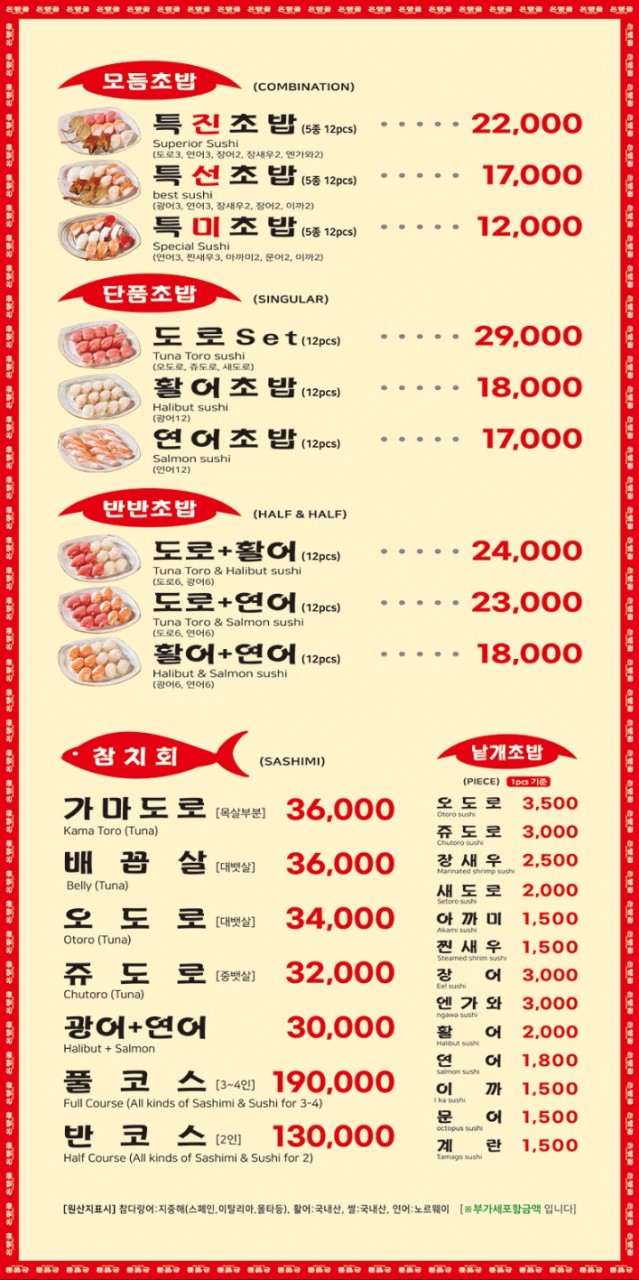 모듬초밥 (COMBINATION)
특진초밥 (5종 12pcs) 22,000
Superior Sushi
(도로3, 연어3, 장어2, 장새우2, 엔가와2)
특선초밥 (5종 12pcs) 17,000
best sushi
(광어3, 연어3, 장새우2, 장어2, 이까2)
특미초밥 (5종 12pcs) 12,000
Special Sushi
(연어3, 찐새우3, 아까미2, 문어2, 이까2)
단품초밥 (SINGULAR)
도로Set (12pcs) 29,000
Tuna Toro sushi
(오도로, 쥬도로, 새도로)
활어초밥 (12pcs) 18,000
Halibut sushi
(광어12)
연어초밥 (12pcs) 17,000
Salmon sushi
(연어12)
반반초밥 (HALF & HALF)
도로+활어 (12pcs) 24,000
Tuna Toro & Halibut sushi
(도로6, 광어6)
도로+연어 (12pcs) 23,000
Tuna Toro & Salmon sushi
(도로6, 연어6)
활어+연어 (12pcs) 18,000
Halibut & Salmon sushi
(광어6, 연어6)
참치회 (SASHIMI)
가마도로 [목살부분] 36,000
Kama Toro (Tuna)
배꼽살 [대뱃살] 36,000
Belly (Tuna)
오도로 [대뱃살] 34,000
Otoro (Tuna)
쥬도로 [중뱃살] 32,000
Chutoro (Tuna)
광어+연어 30,000
Halibut + Salmon
풀코스 [3~4인] 190,000
Full Course (All kinds of Sashimi & Sushi for 3-4)
반코스 [2인] 130,000
Half Course (All kinds of Sashimi & Sushi for 2)
낱개초밥
(PIECE) 1pcs 기준
오도로 3,500
Otoro sushi
쥬도로 3,000
Chutoro sushi
장새우 2,500
Marinated shrimp sushi
새도로 2,000
Setoro sushi
아까미 1,500
Akami sushi
찐새우 1,500
Steamed shrim sushi
장어 3,000
Eel sushi
엔가와 3,000
ngawa sushi
활어 2,000
Halibut sushi
연어 1,800
salmon sushi
이까 1,500
I ka sushi
문어 1,500
octopus sushi
계란 1,500
Tamago sushi
[원산지표시] 참다랑어:지중해(스페인,이탈리아,몰타등), 활어:국내산, 쌀:국내산, 연어:노르웨이 [※부가세포함금액 입니다]